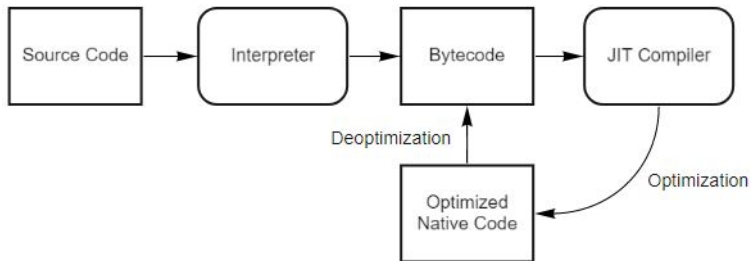 Source Code
Interpreter
Bytecode
JIT Compiler
Deoptimization
Optimization
Optimized
Native Code